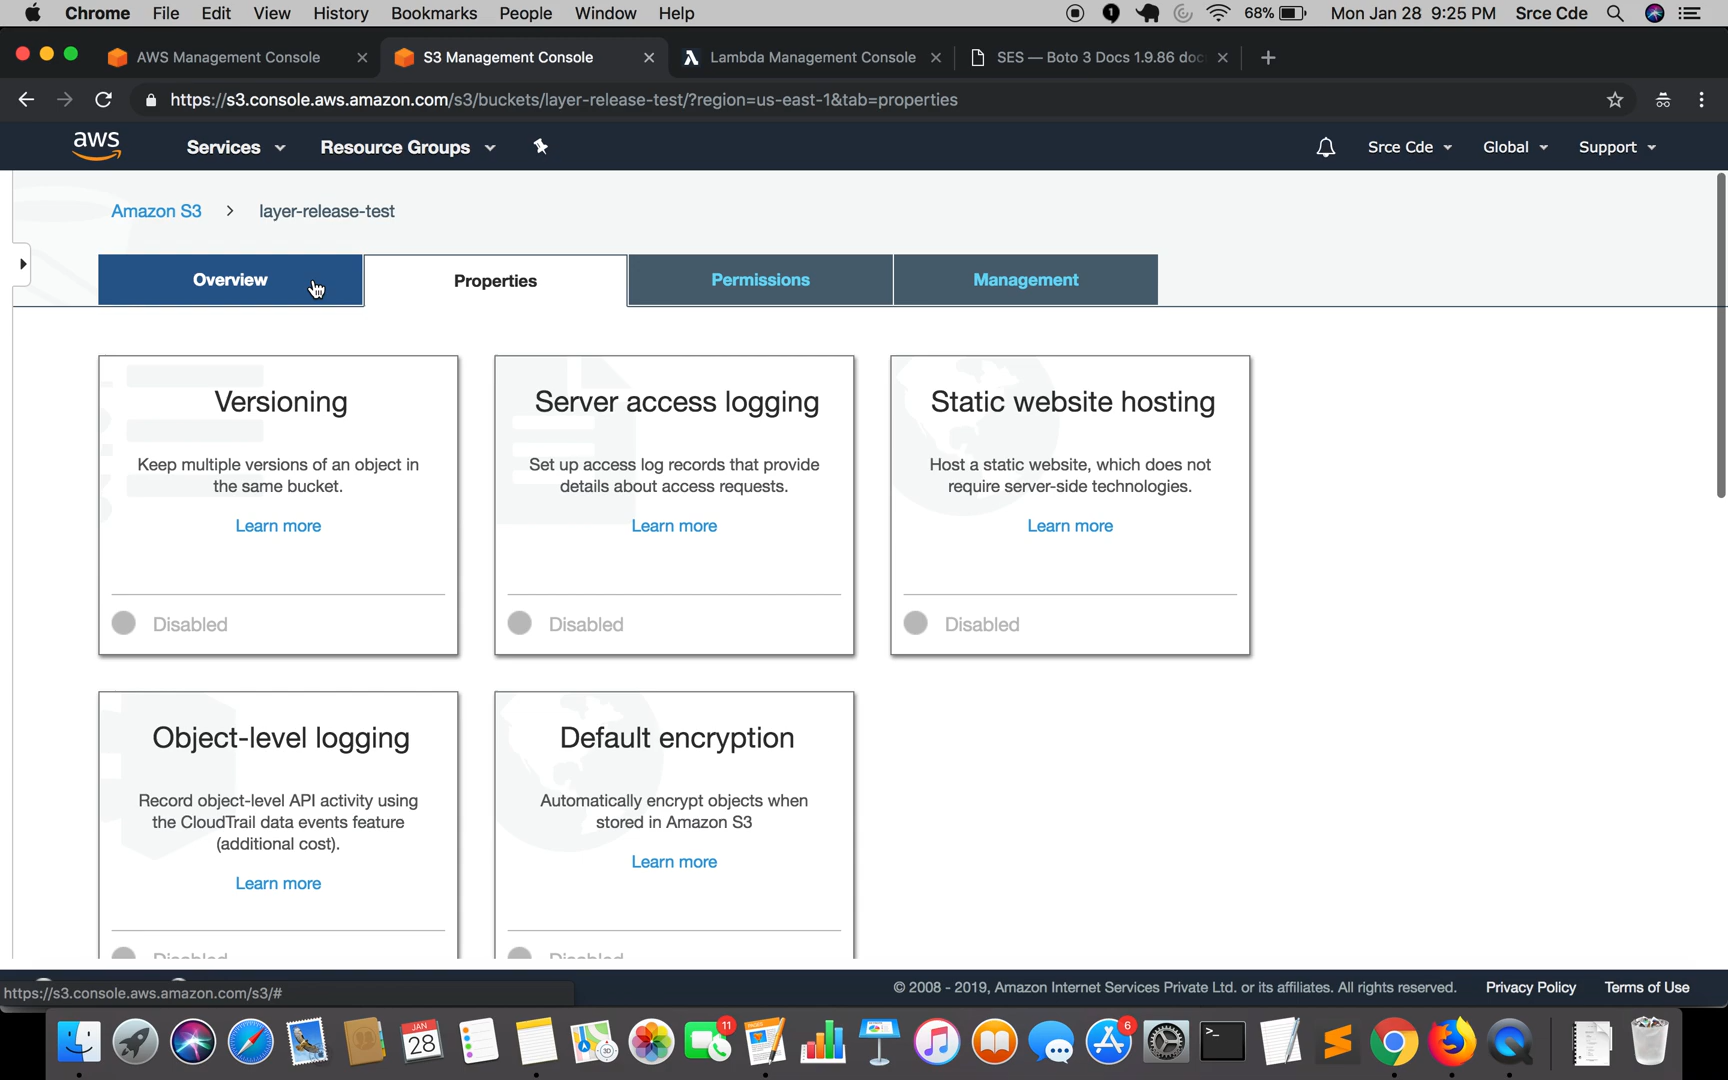 Chrome File Edit View History Bookmarks People Window Help 1 68% Mon Jan 28 9:25 PM Srce Cde
AWS Management Console S3 Management Console Lambda Management Console SES — Boto 3 Docs 1.9.86 doc
https://s3.console.aws.amazon.com/s3/buckets/layer-release-test/?region=us-east-1&tab=properties
aws Services Resource Groups Srce Cde Global Support
Amazon S3 > layer-release-test
Overview Properties Permissions Management
Versioning
Keep multiple versions of an object in
the same bucket.
Learn more
Disabled
Server access logging
Set up access log records that provide
details about access requests.
Learn more
Disabled
Static website hosting
Host a static website, which does not
require server-side technologies.
Learn more
Disabled
Object-level logging
Record object-level API activity using
the CloudTrail data events feature
(additional cost).
Learn more
Disabled
Default encryption
Automatically encrypt objects when
stored in Amazon S3
Learn more
Disabled
https://s3.console.aws.amazon.com/s3/#
© 2008 - 2019, Amazon Internet Services Private Ltd. or its affiliates. All rights reserved. Privacy Policy Terms of Use
JAN
28
3D
11
6
>_